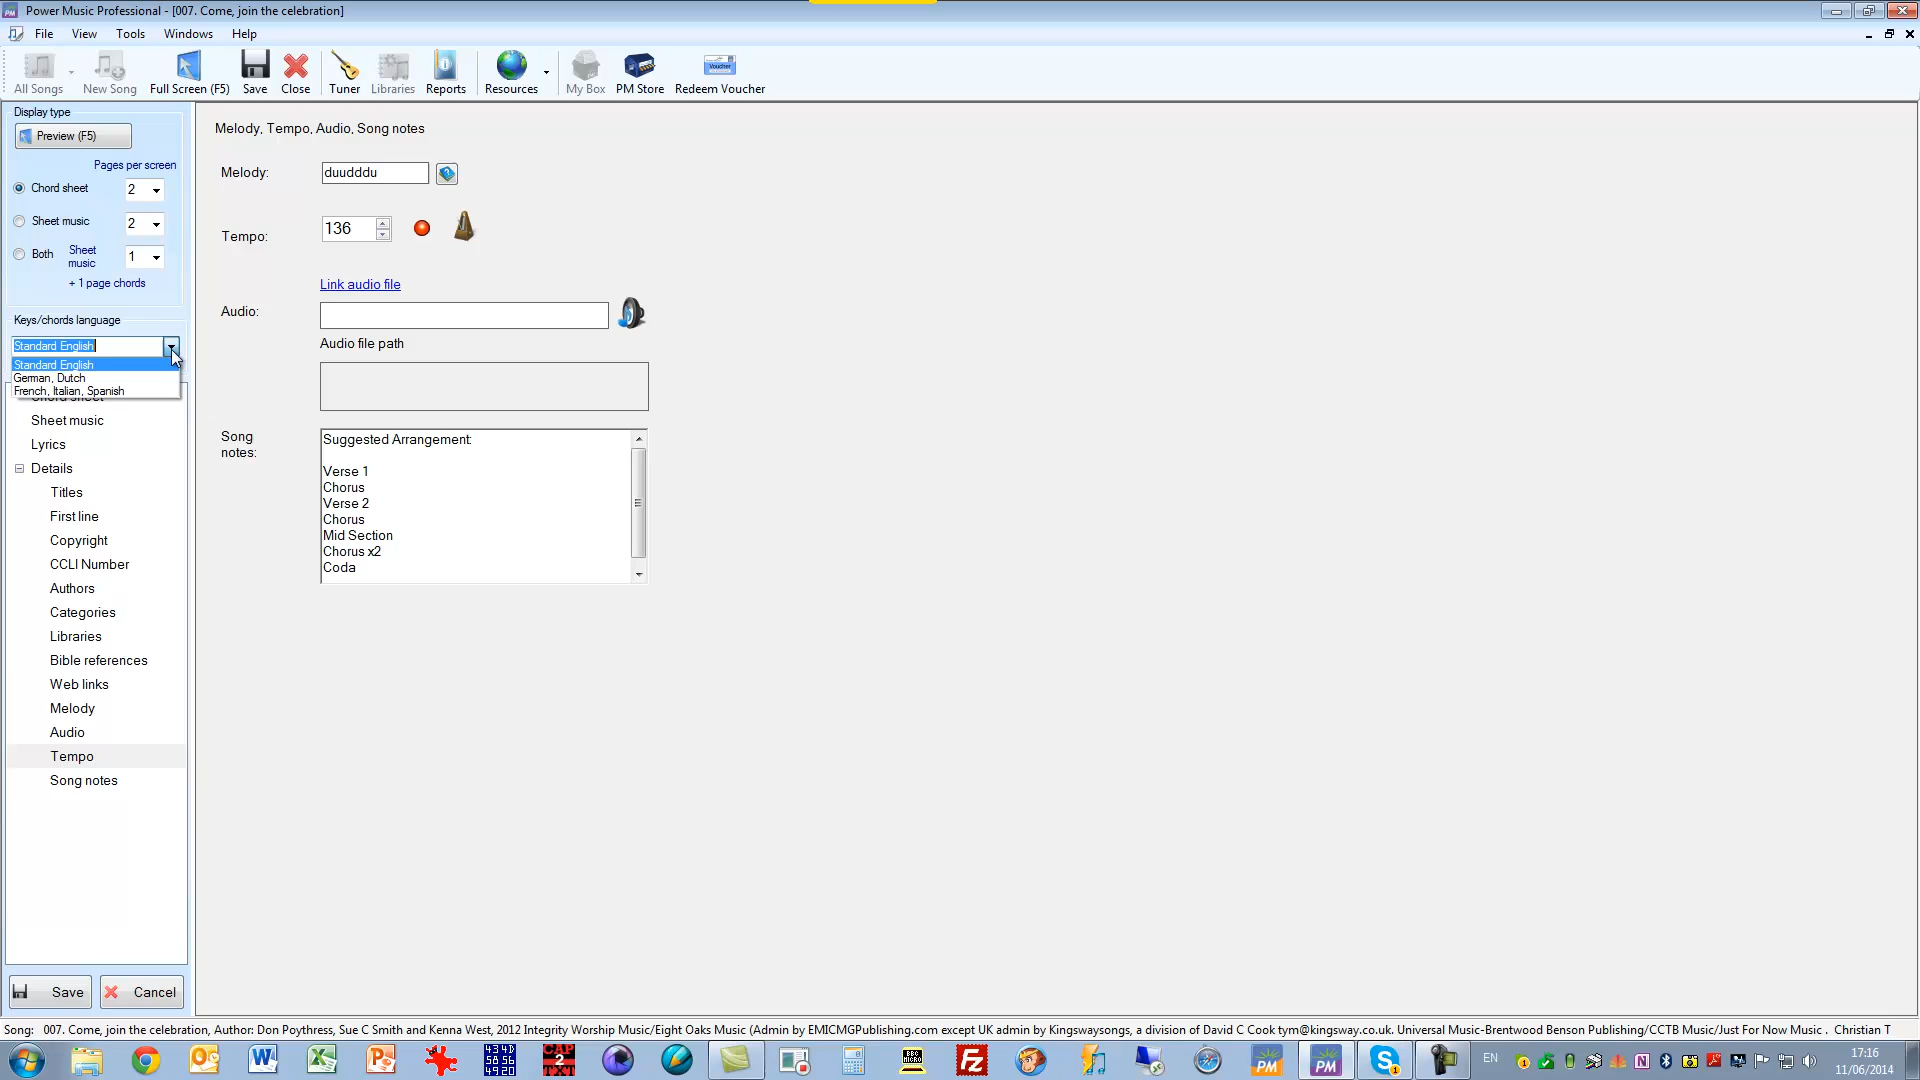 Power Music Professional - [007. Come, join the celebration]
File View Tools Windows Help
All Songs New Song Full Screen (F5) Save Close Tuner Libraries Reports Resources My Box PM Store Redeem Voucher
Display type
Preview (F5)
Pages per screen
Chord sheet 2
Sheet music 2
Both Sheet music 1
+ 1 page chords
Keys/chords language
Standard English
Standard English
German, Dutch
French, Italian, Spanish
Sheet music
Lyrics
Details
Titles
First line
Copyright
CCLI Number
Authors
Categories
Libraries
Bible references
Web links
Melody
Audio
Tempo
Song notes
Save Cancel
Melody, Tempo, Audio, Song notes
Melody: duudddu
Tempo: 136
Link audio file
Audio:
Audio file path
Song notes:
Suggested Arrangement:
Verse 1
Chorus
Verse 2
Chorus
Mid Section
Chorus x2
Coda
Song: 007. Come, join the celebration, Author: Don Poythress, Sue C Smith and Kenna West, 2012 Integrity Worship Music/Eight Oaks Music (Admin by EMICMGPublishing.com except UK admin by Kingswaysongs, a division of David C Cook tym@kingsway.co.uk. Universal Music-Brentwood Benson Publishing/CCTB Music/Just For Now Music . Christian T
EN
17:16
11/06/2014